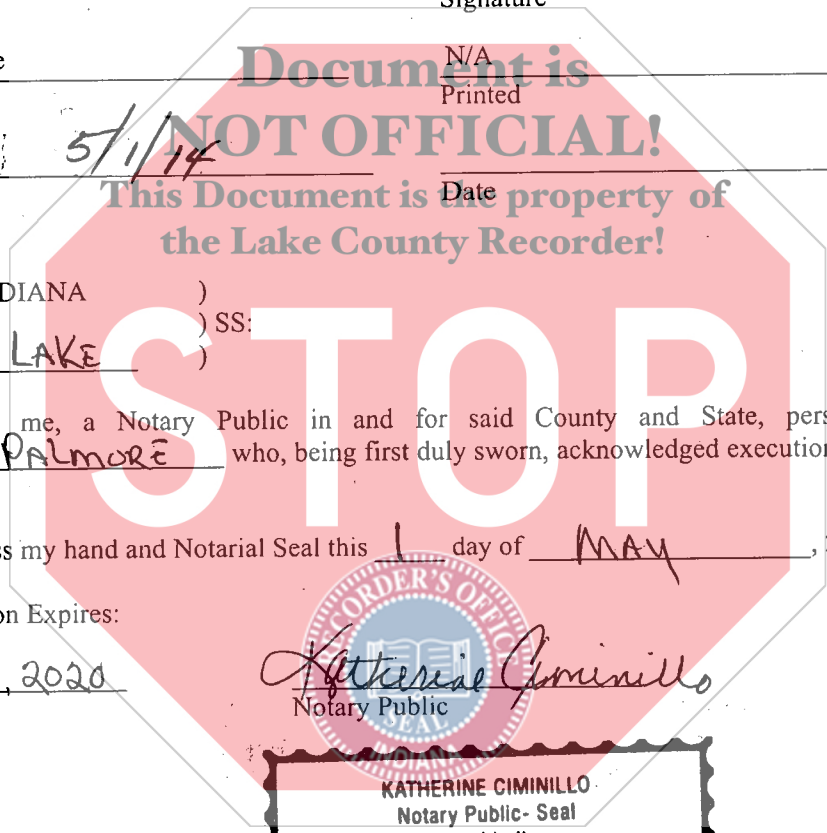 Signature
e N/A
Printed
Document is
NOT OFFICIAL!
5/1/14
Date
This Document is the property of
the Lake County Recorder!
DIANA )
) SS:
LAKE )
STOP
me, a Notary Public in and for said County and State, pers
PALMORE who, being first duly sworn, acknowledged execution
ss my hand and Notarial Seal this 1 day of MAY ,
on Expires:
RECORDER'S OFFICE
, 2020 Katherine Ciminillo
Notary Public
SEAL
INDIANA
KATHERINE CIMINILLO
Notary Public- Seal